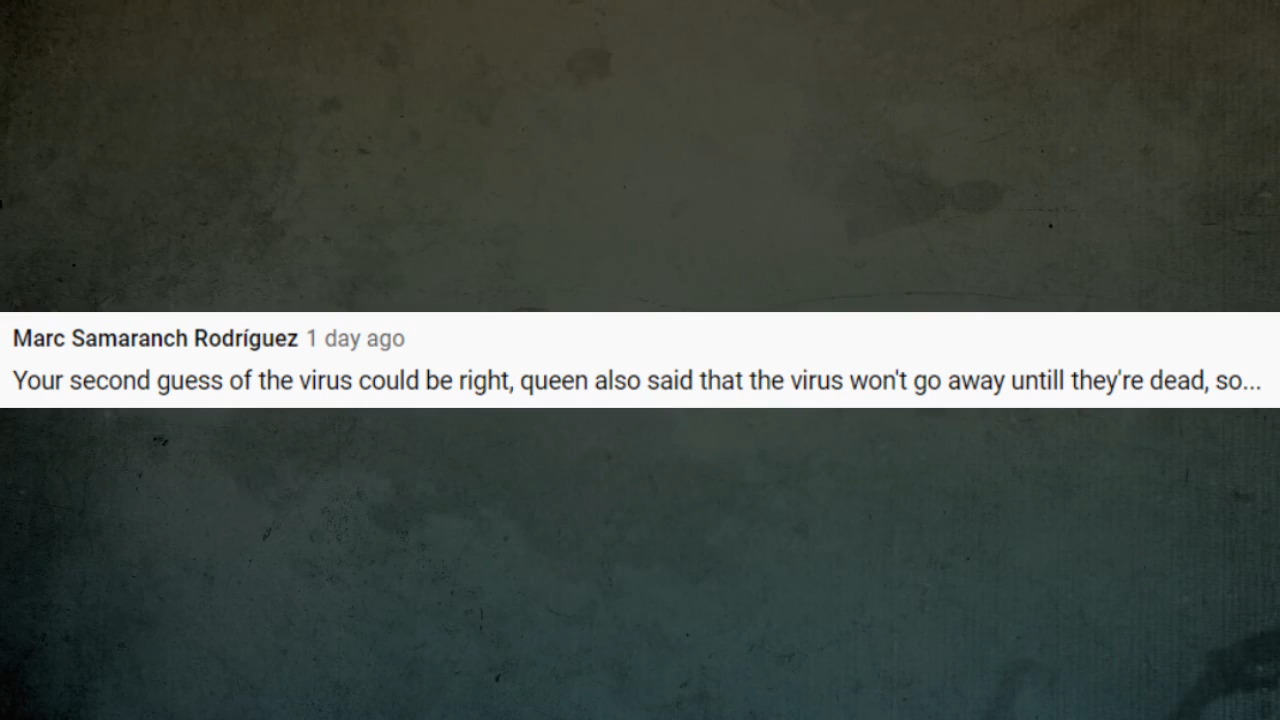 Marc Samaranch Rodríguez 1 day ago
Your second guess of the virus could be right, queen also said that the virus won't go away untill they're dead, so...